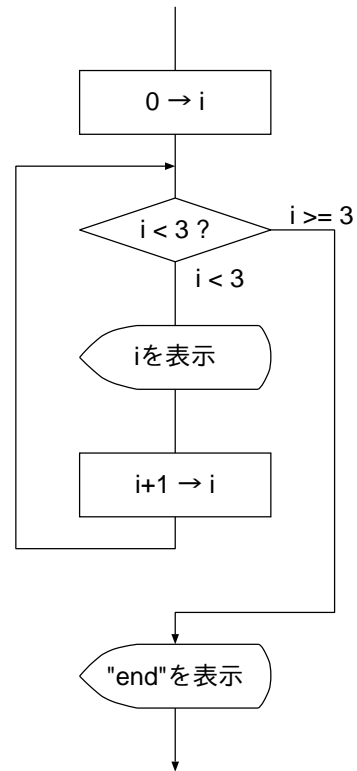 0 → i
i < 3 ?
i >= 3
i < 3
iを表示
i+1 → i
"end"を表示